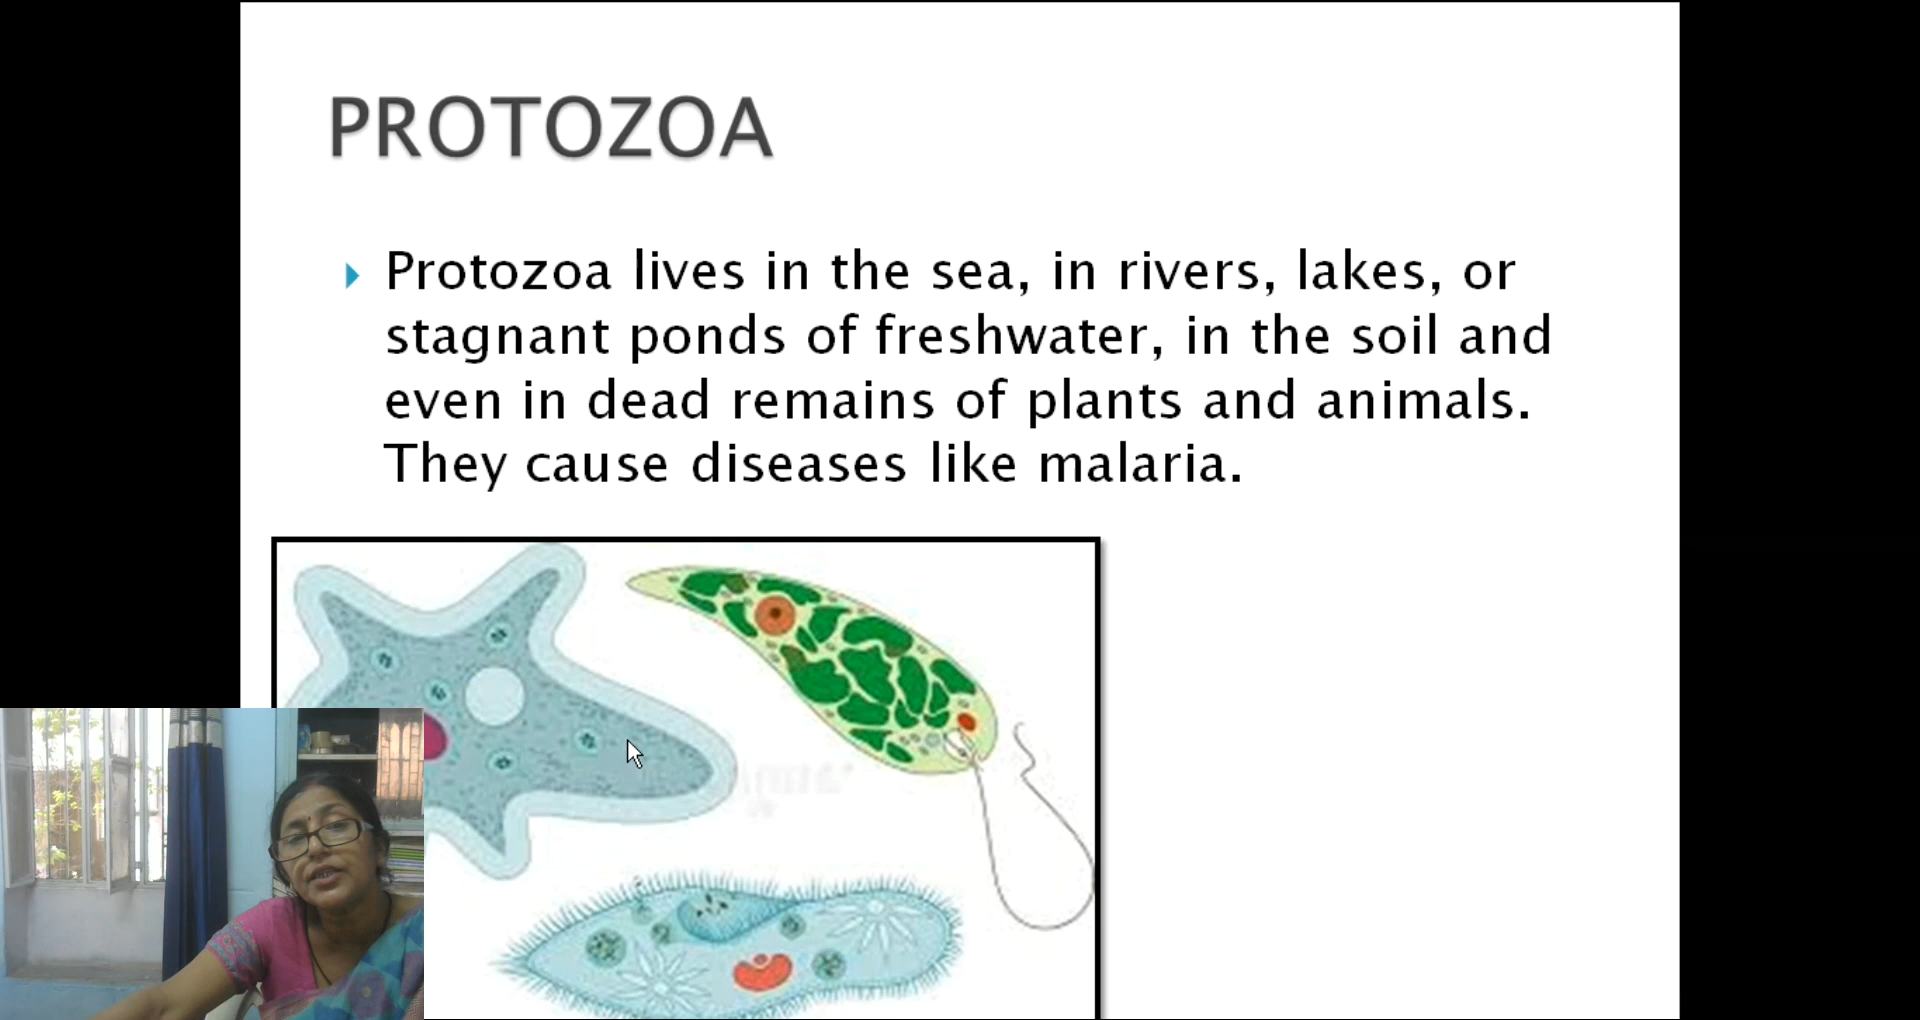 PROTOZOA
Protozoa lives in the sea, in rivers, lakes, or
stagnant ponds of freshwater, in the soil and
even in dead remains of plants and animals.
They cause diseases like malaria.